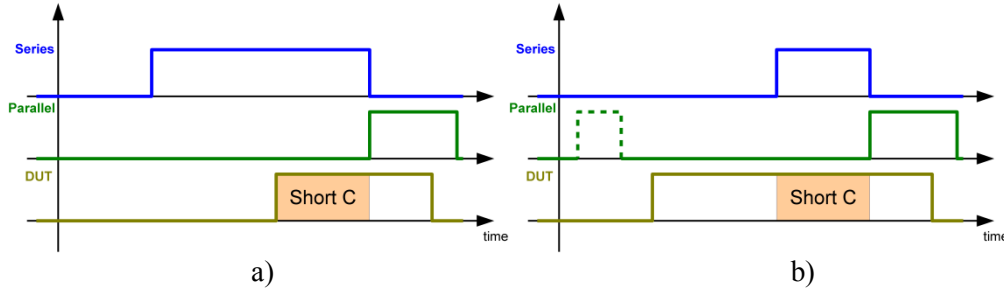 Series
Parallel
DUT
Short C
time
a)
Series
Parallel
DUT
Short C
time
b)